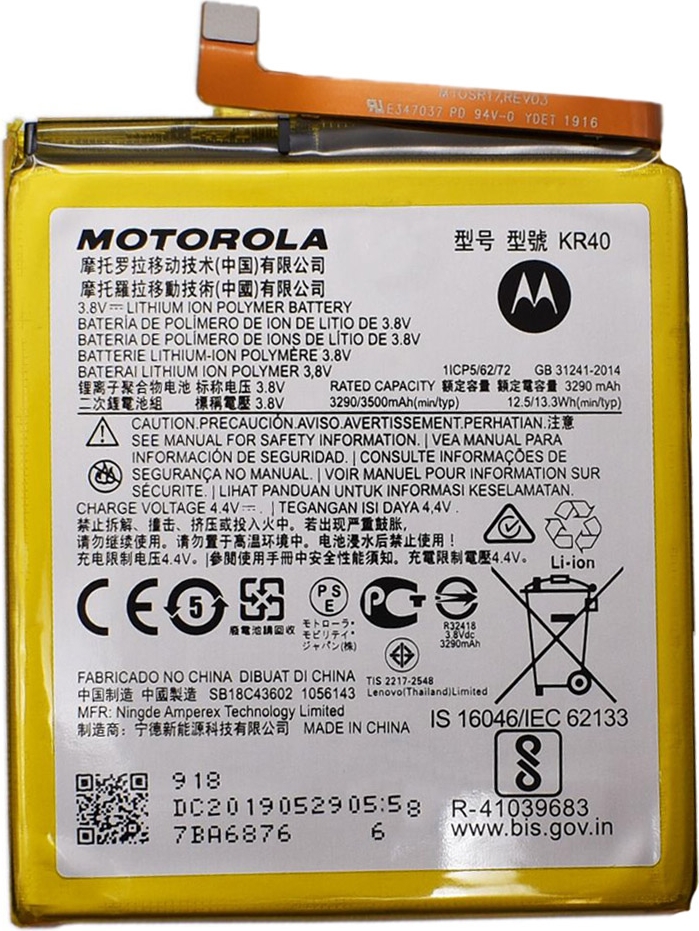 M1OSR17,REV03
E347037 PD 94V-0 YDET 1916
MOTOROLA
型号 型號 KR40
摩托罗拉移动技术(中国)有限公司
摩托羅拉移動技術(中國)有限公司
3.8V⎓LITHIUM ION POLYMER BATTERY
BATERÍA DE POLÍMERO DE ION DE LITIO DE 3.8V
BATERIA DE POLÍMERO DE IONS DE LÍTIO DE 3.8V
BATTERIE LITHIUM-ION POLYMÈRE 3.8V
BATERAI LITHIUM ION POLYMER 3,8V
1ICP5/62/72 GB 31241-2014
锂离子聚合物电池 标称电压 3.8V RATED CAPACITY 额定容量 額定電容量 3290 mAh
二次鋰電池組 標稱電壓 3.8V 3290/3500mAh(min/typ) 12.5/13.3Wh(min/typ)
CAUTION.PRECAUCIÓN.AVISO.AVERTISSEMENT.PERHATIAN.注意
SEE MANUAL FOR SAFETY INFORMATION. | VEA MANUAL PARA
INFORMACIÓN DE SEGURIDAD. | CONSULTE INFORMAÇÕES DE
SEGURANÇA NO MANUAL. | VOIR MANUEL POUR INFORMATION SUR
SÉCURITE. | LIHAT PANDUAN UNTUK INFORMASI KESELAMATAN.
CHARGE VOLTAGE 4.4V⎓. | TEGANGAN ISI DAYA 4,4V.
禁止拆解、撞击、挤压或投入火中。若出现严重鼓胀,
请勿继续使用。请勿置于高温环境中。电池浸水后禁止使用!
充电限制电压4.4V。|參閱使用手冊中安全性能須知。充電限制電壓4.4V。
Li-ion
CE
5
廢電池請回收
PS
E
モトローラ・
モビリティ・
ジャパン(株)
R32418
3.8Vdc
3290mAh
TIS 2217-2548
Lenovo(Thailand)Limited
FABRICADO NO CHINA DIBUAT DI CHINA
中国制造 中國製造 SB18C43602 1056143
MFR: Ningde Amperex Technology Limited
制造商: 宁德新能源科技有限公司 MADE IN CHINA
IS 16046/IEC 62133
918
DC2019052905:58
7BA6876 6
R-41039683
www.bis.gov.in